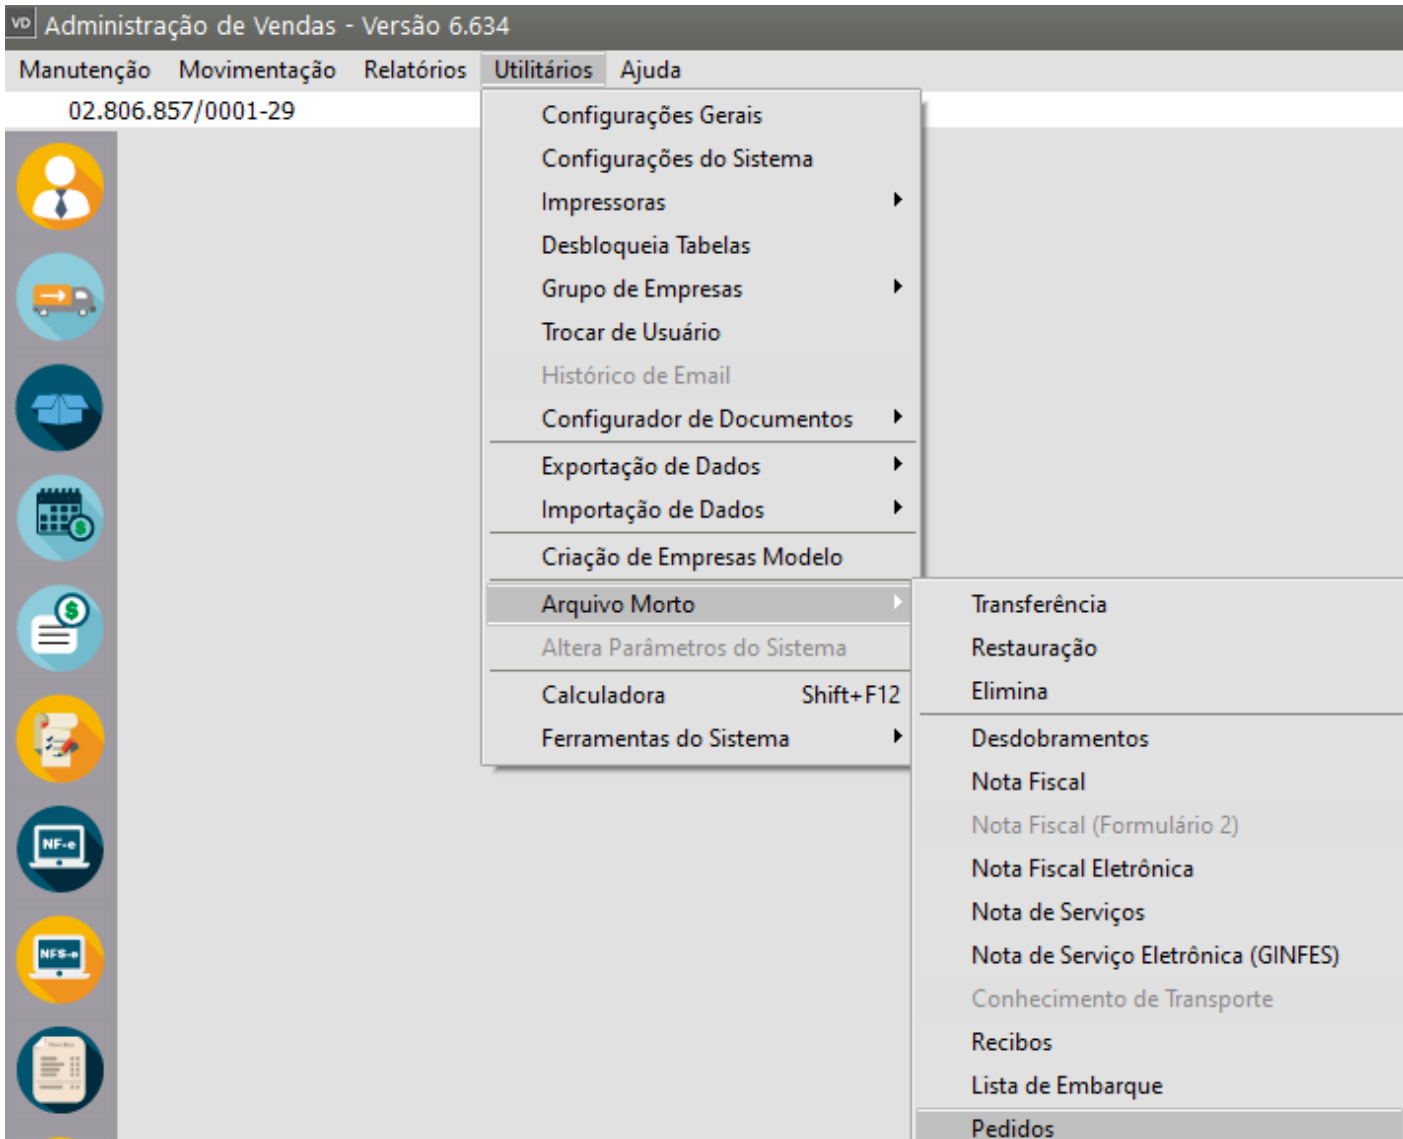 VD Administração de Vendas - Versão 6.634
Manutenção Movimentação Relatórios Utilitários Ajuda
02.806.857/0001-29
Configurações Gerais
Configurações do Sistema
Impressoras
Desbloqueia Tabelas
Grupo de Empresas
Trocar de Usuário
Histórico de Email
Configurador de Documentos
Exportação de Dados
Importação de Dados
Criação de Empresas Modelo
Arquivo Morto
Altera Parâmetros do Sistema
Calculadora Shift+F12
Ferramentas do Sistema
Transferência
Restauração
Elimina
Desdobramentos
Nota Fiscal
Nota Fiscal (Formulário 2)
Nota Fiscal Eletrônica
Nota de Serviços
Nota de Serviço Eletrônica (GINFES)
Conhecimento de Transporte
Recibos
Lista de Embarque
Pedidos
NF-e
NFS-e